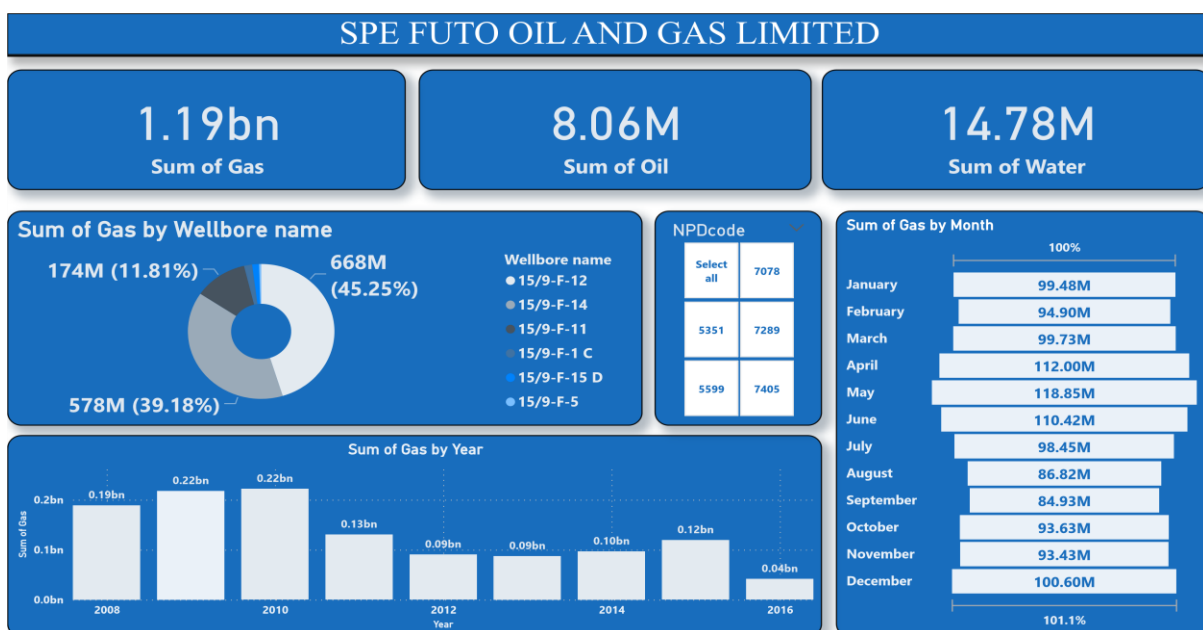 SPE FUTO OIL AND GAS LIMITED
1.19bn
Sum of Gas
8.06M
Sum of Oil
14.78M
Sum of Water
Sum of Gas by Wellbore name
174M (11.81%)
668M
(45.25%)
578M (39.18%)
Wellbore name
15/9-F-12
15/9-F-14
15/9-F-11
15/9-F-1 C
15/9-F-15 D
15/9-F-5
NPDcode
Select
all
7078
5351
7289
5599
7405
Sum of Gas by Month
100%
January 99.48M
February 94.90M
March 99.73M
April 112.00M
May 118.85M
June 110.42M
July 98.45M
August 86.82M
September 84.93M
October 93.63M
November 93.43M
December 100.60M
101.1%
Sum of Gas by Year
Sum of Gas
0.2bn
0.1bn
0.0bn
0.19bn
0.22bn
0.22bn
0.13bn
0.09bn
0.09bn
0.10bn
0.12bn
0.04bn
2008
2010
2012
2014
2016
Year